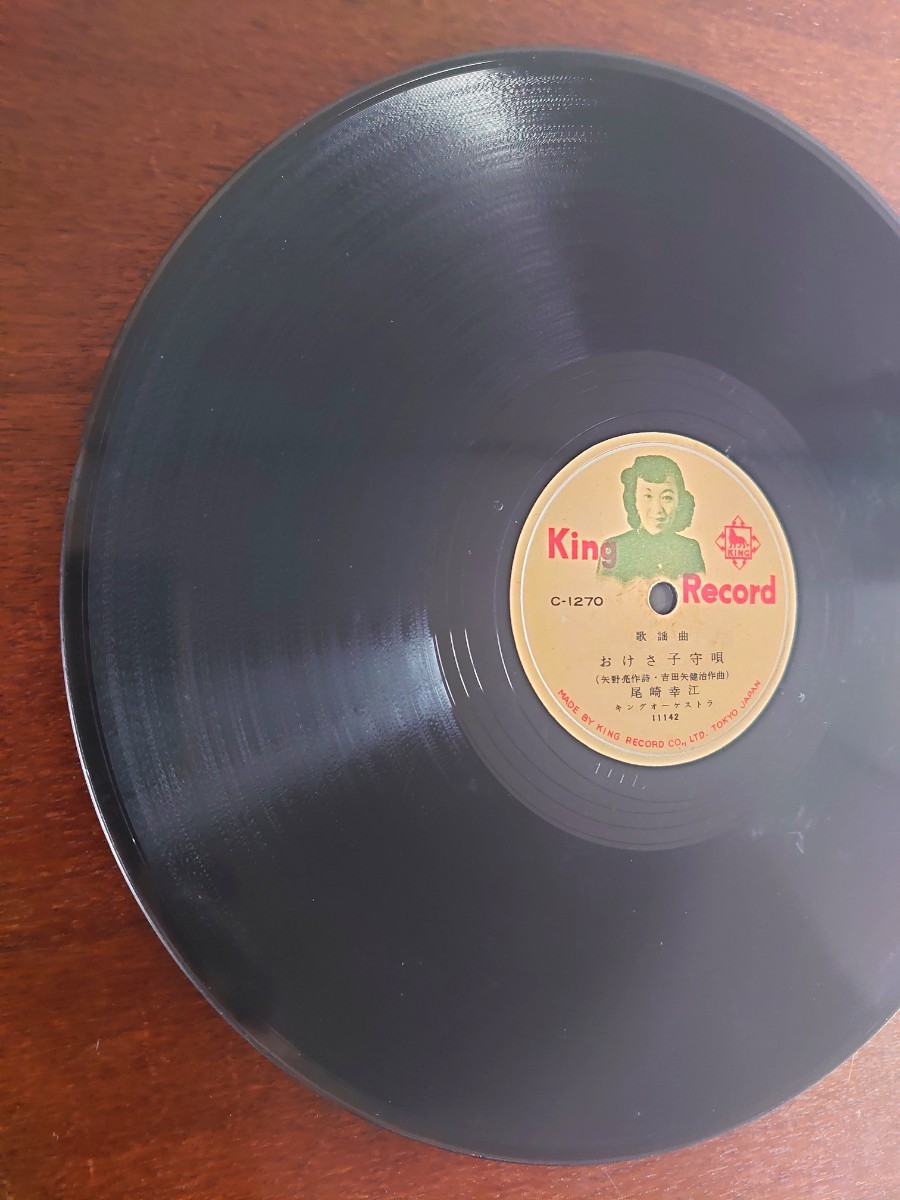 King
KING
Record
C-1270
歌謡曲
おけさ子守唄
(矢野亮作詩・吉田矢健治作曲)
尾崎幸江
キングオーケストラ
11142
MADE BY KING RECORD CO., LTD. TOKYO JAPAN